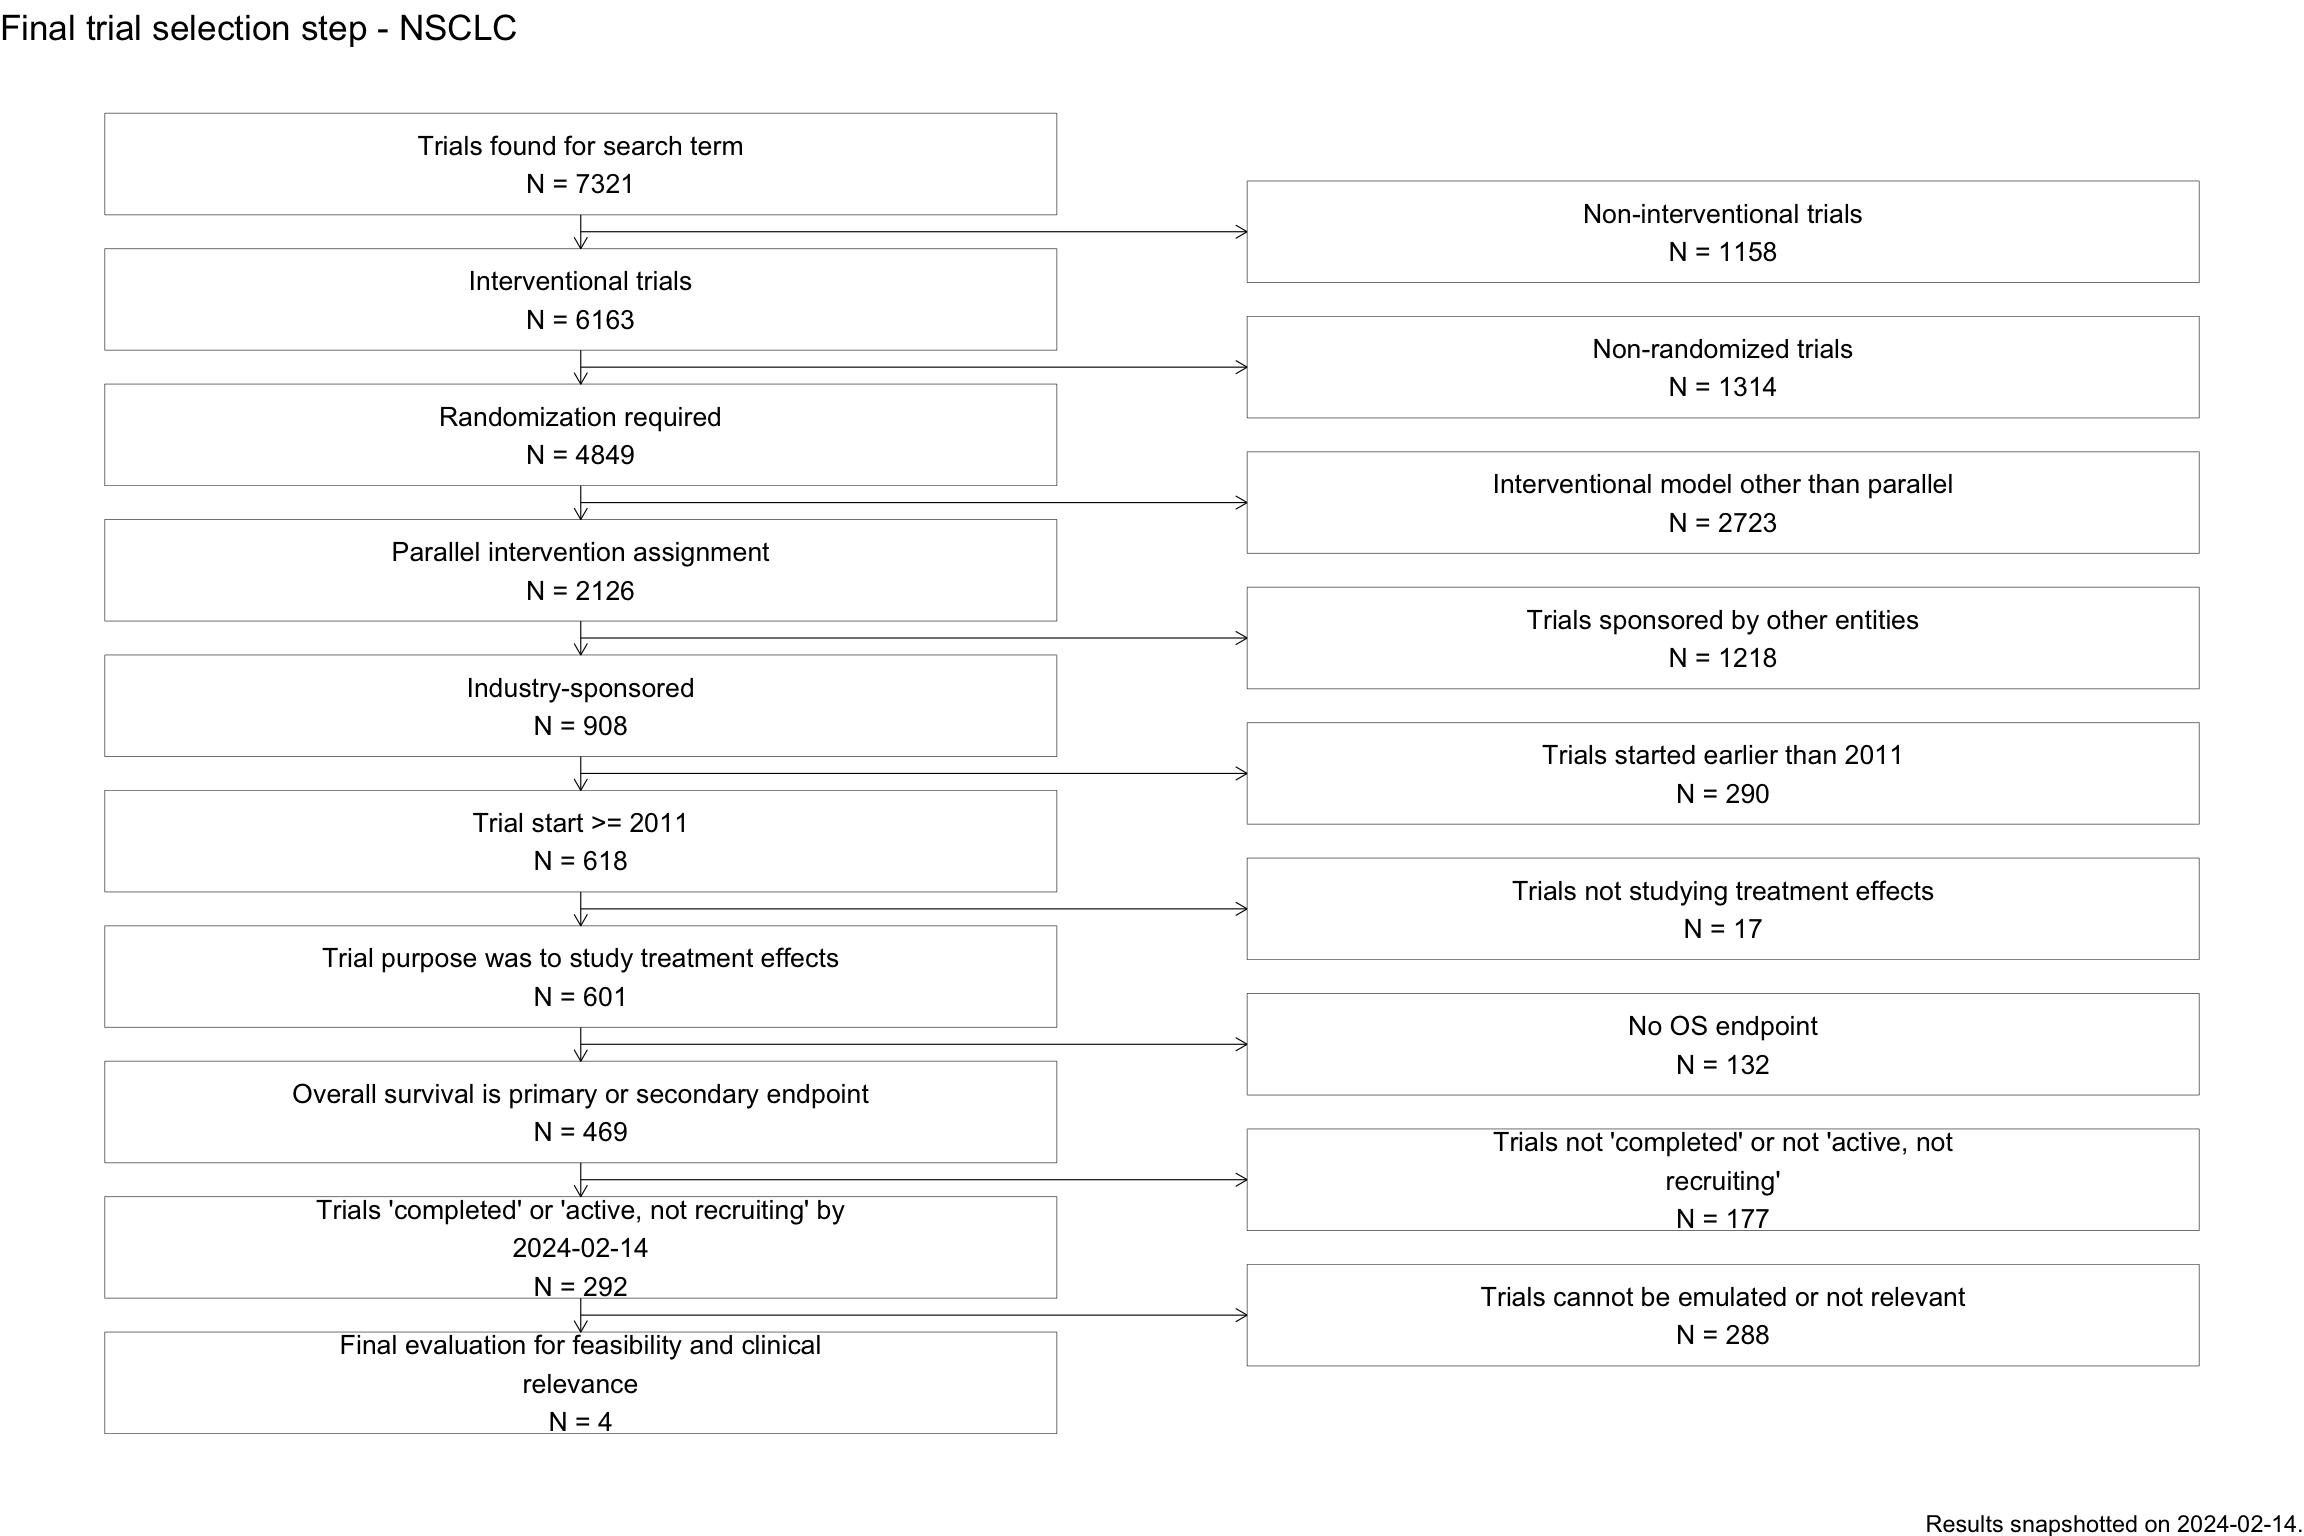 Final trial selection step - NSCLC
Trials found for search term
N = 7321
Non-interventional trials
N = 1158
Interventional trials
N = 6163
Non-randomized trials
N = 1314
Randomization required
N = 4849
Interventional model other than parallel
N = 2723
Parallel intervention assignment
N = 2126
Trials sponsored by other entities
N = 1218
Industry-sponsored
N = 908
Trials started earlier than 2011
N = 290
Trial start >= 2011
N = 618
Trials not studying treatment effects
N = 17
Trial purpose was to study treatment effects
N = 601
No OS endpoint
N = 132
Overall survival is primary or secondary endpoint
N = 469
Trials not 'completed' or not 'active, not
recruiting'
N = 177
Trials 'completed' or 'active, not recruiting' by
2024-02-14
N = 292
Trials cannot be emulated or not relevant
N = 288
Final evaluation for feasibility and clinical
relevance
N = 4
Results snapshotted on 2024-02-14.